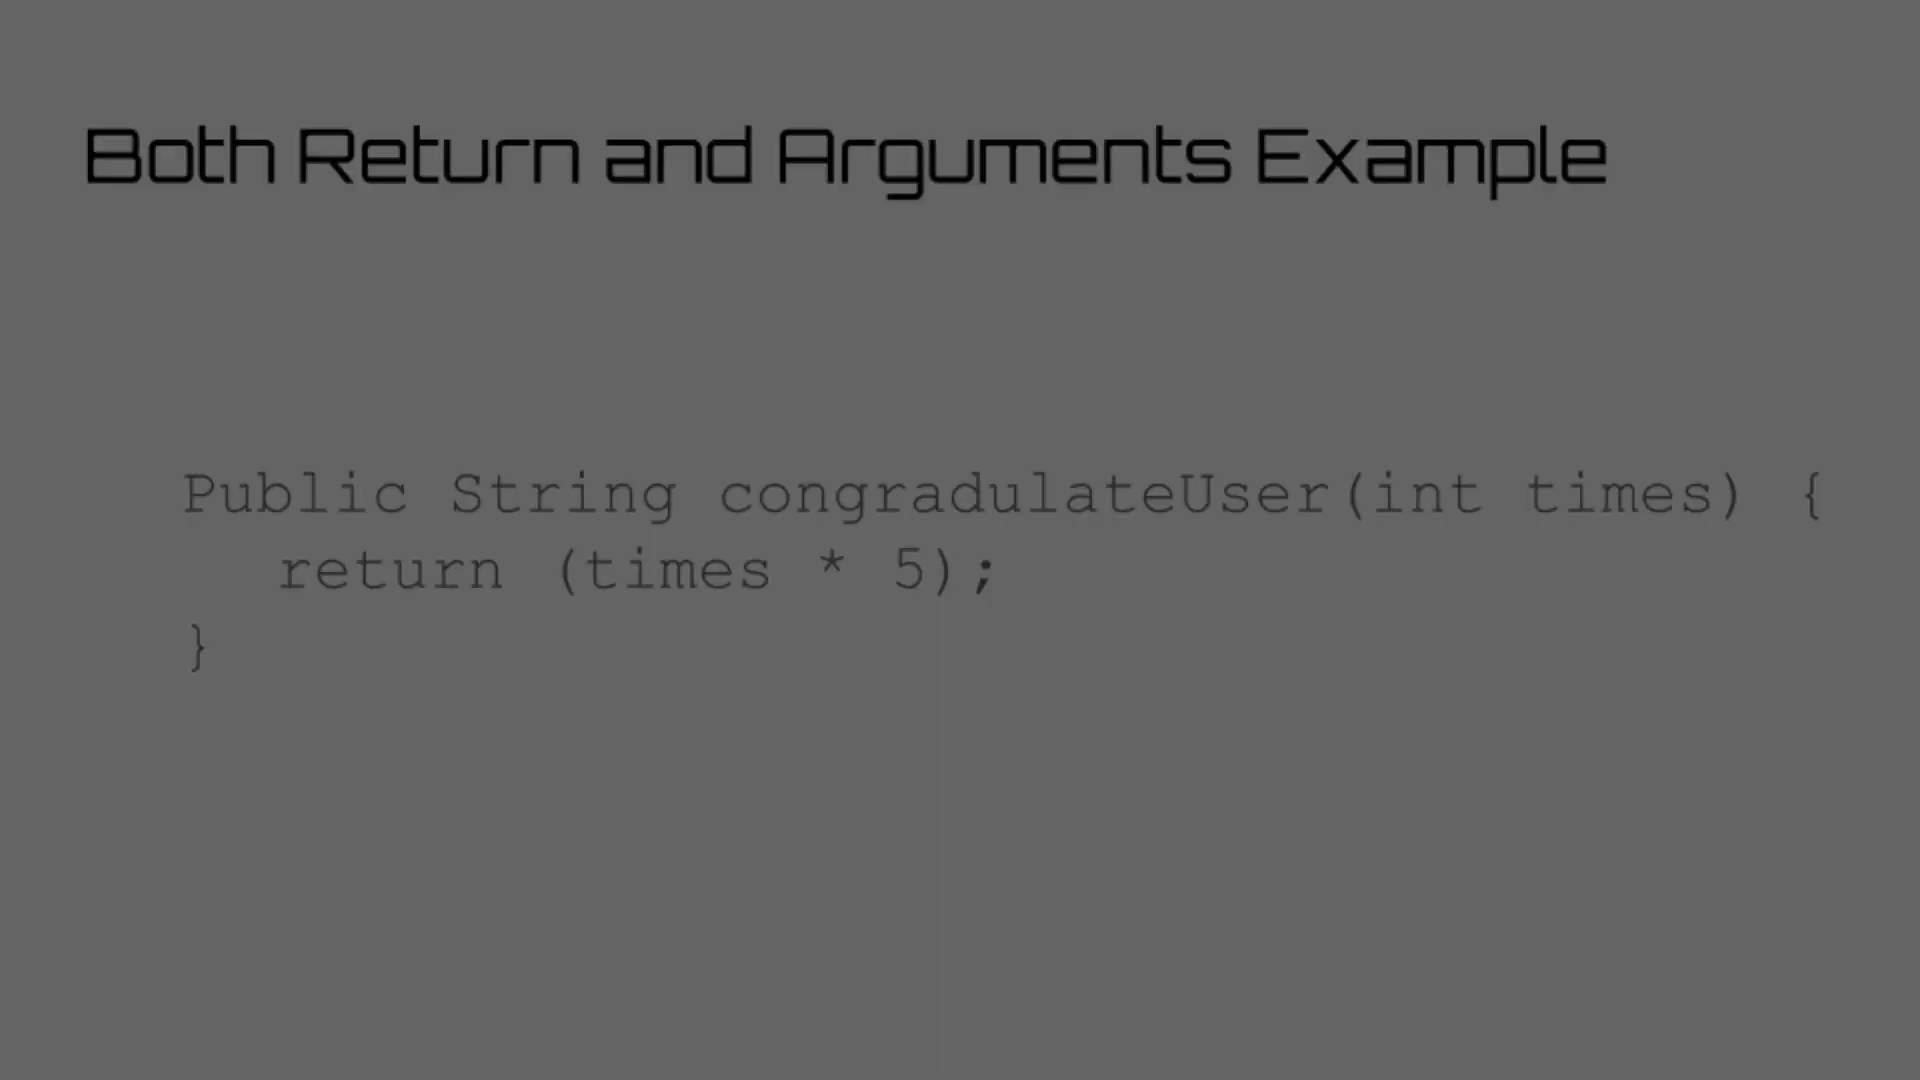 Both Return and Arguments Example
Public String congradulateUser(int times) {
return (times * 5);
}